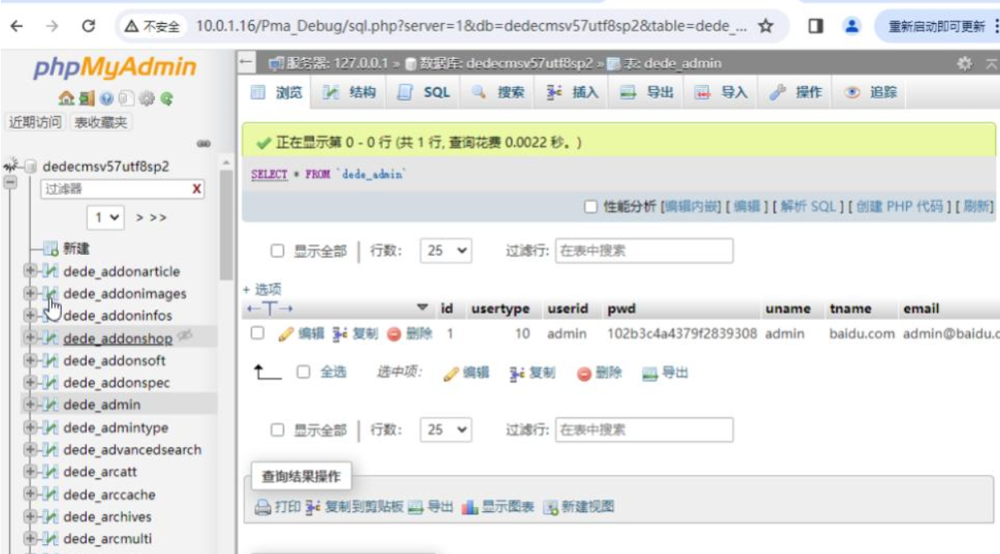 不安全 10.0.1.16/Pma_Debug/sql.php?server=1&db=dedecmsv57utf8sp2&table=dede_... 重新启动即可更新
phpMyAdmin
近期访问 表收藏夹
dedecmsv57utf8sp2
过滤器 X
1 > >>
新建
dede_addonarticle
dede_addonimages
dede_addoninfos
dede_addonshop
dede_addonsoft
dede_addonspec
dede_admin
dede_admintype
dede_advancedsearch
dede_arcatt
dede_arccache
dede_archives
dede_arcmulti
服务器: 127.0.0.1 » 数据库: dedecmsv57utf8sp2 » 表: dede_admin
浏览 结构 SQL 搜索 插入 导出 导入 操作 追踪
正在显示第 0 - 0 行 (共 1 行, 查询花费 0.0022 秒。)
SELECT * FROM `dede_admin`
性能分析 [编辑内嵌] [ 编辑 ] [ 解析 SQL ] [ 创建 PHP 代码 ] [ 刷新]
显示全部 | 行数: 25 过滤行: 在表中搜索
+ 选项
←T→ id usertype userid pwd uname tname email
编辑 复制 删除 1 10 admin 102b3c4a4379f2839308 admin baidu.com admin@baidu.c
全选 选中项: 编辑 复制 删除 导出
显示全部 | 行数: 25 过滤行: 在表中搜索
查询结果操作
打印 复制到剪贴板 导出 显示图表 新建视图